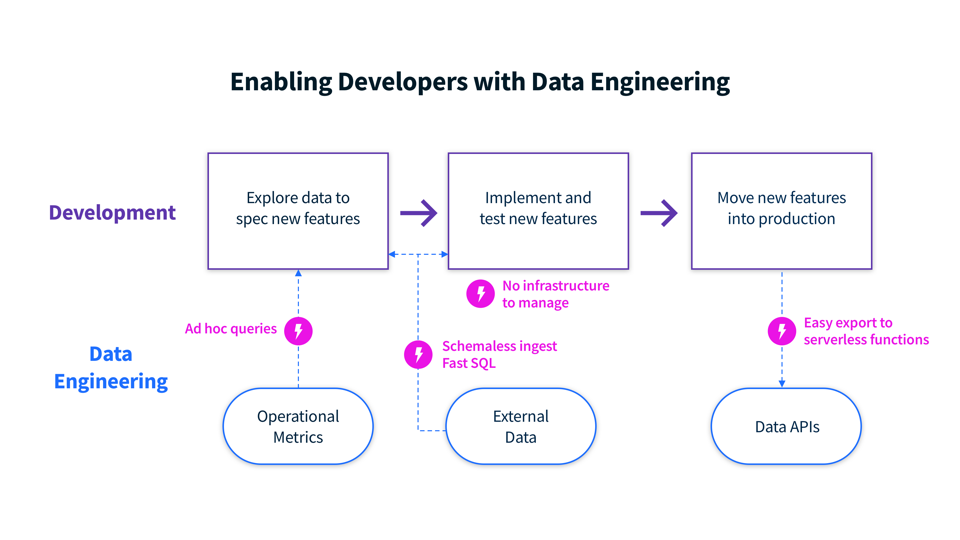 Enabling Developers with Data Engineering
Development
Explore data to
spec new features
Implement and
test new features
Move new features
into production
No infrastructure
to manage
Ad hoc queries
Schemaless ingest
Fast SQL
Easy export to
serverless functions
Data
Engineering
Operational
Metrics
External
Data
Data APIs